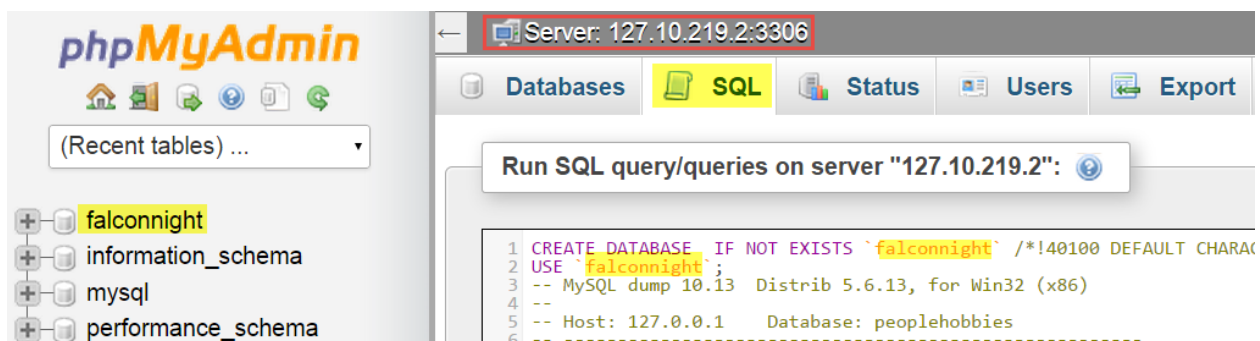 phpMyAdmin
(Recent tables) ...
falconnight
information_schema
mysql
performance_schema
← Server: 127.10.219.2:3306
Databases SQL Status Users Export
Run SQL query/queries on server "127.10.219.2":
1 CREATE DATABASE  IF NOT EXISTS `falconnight` /*!40100 DEFAULT CHARAC
2 USE `falconnight`;
3 -- MySQL dump 10.13  Distrib 5.6.13, for Win32 (x86)
4 --
5 -- Host: 127.0.0.1    Database: peoplehobbies
6 -- ------------------------------------------------------